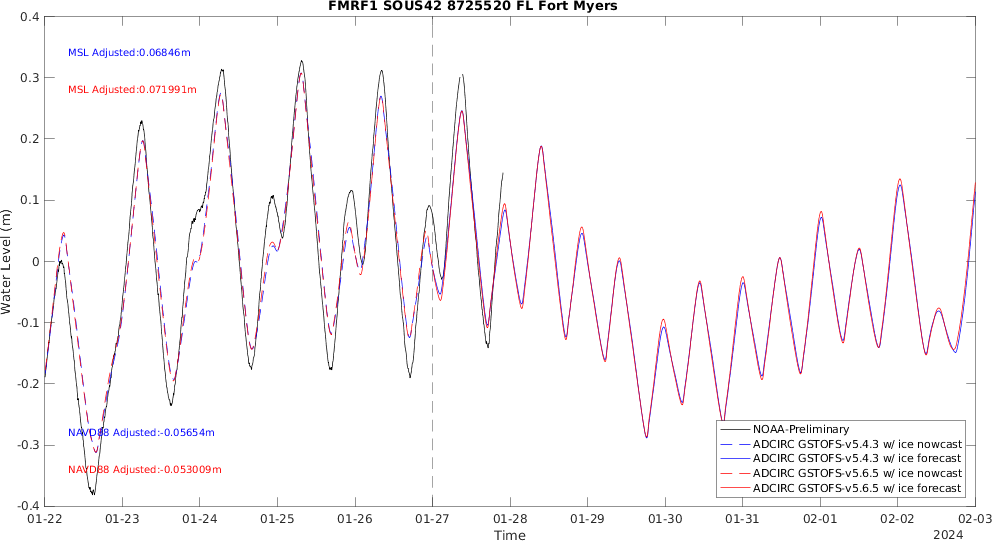 FMRF1 SOUS42 8725520 FL Fort Myers
0.4
0.3
0.2
0.1
0
-0.1
-0.2
-0.3
-0.4
Water Level (m)
MSL Adjusted:0.06846m
MSL Adjusted:0.071991m
NAVD88 Adjusted:-0.05654m
NAVD88 Adjusted:-0.053009m
NOAA-Preliminary
ADCIRC GSTOFS-v5.4.3 w/ ice nowcast
ADCIRC GSTOFS-v5.4.3 w/ ice forecast
ADCIRC GSTOFS-v5.6.5 w/ ice nowcast
ADCIRC GSTOFS-v5.6.5 w/ ice forecast
01-22 01-23 01-24 01-25 01-26 01-27 01-28 01-29 01-30 01-31 02-01 02-02 02-03
Time
2024